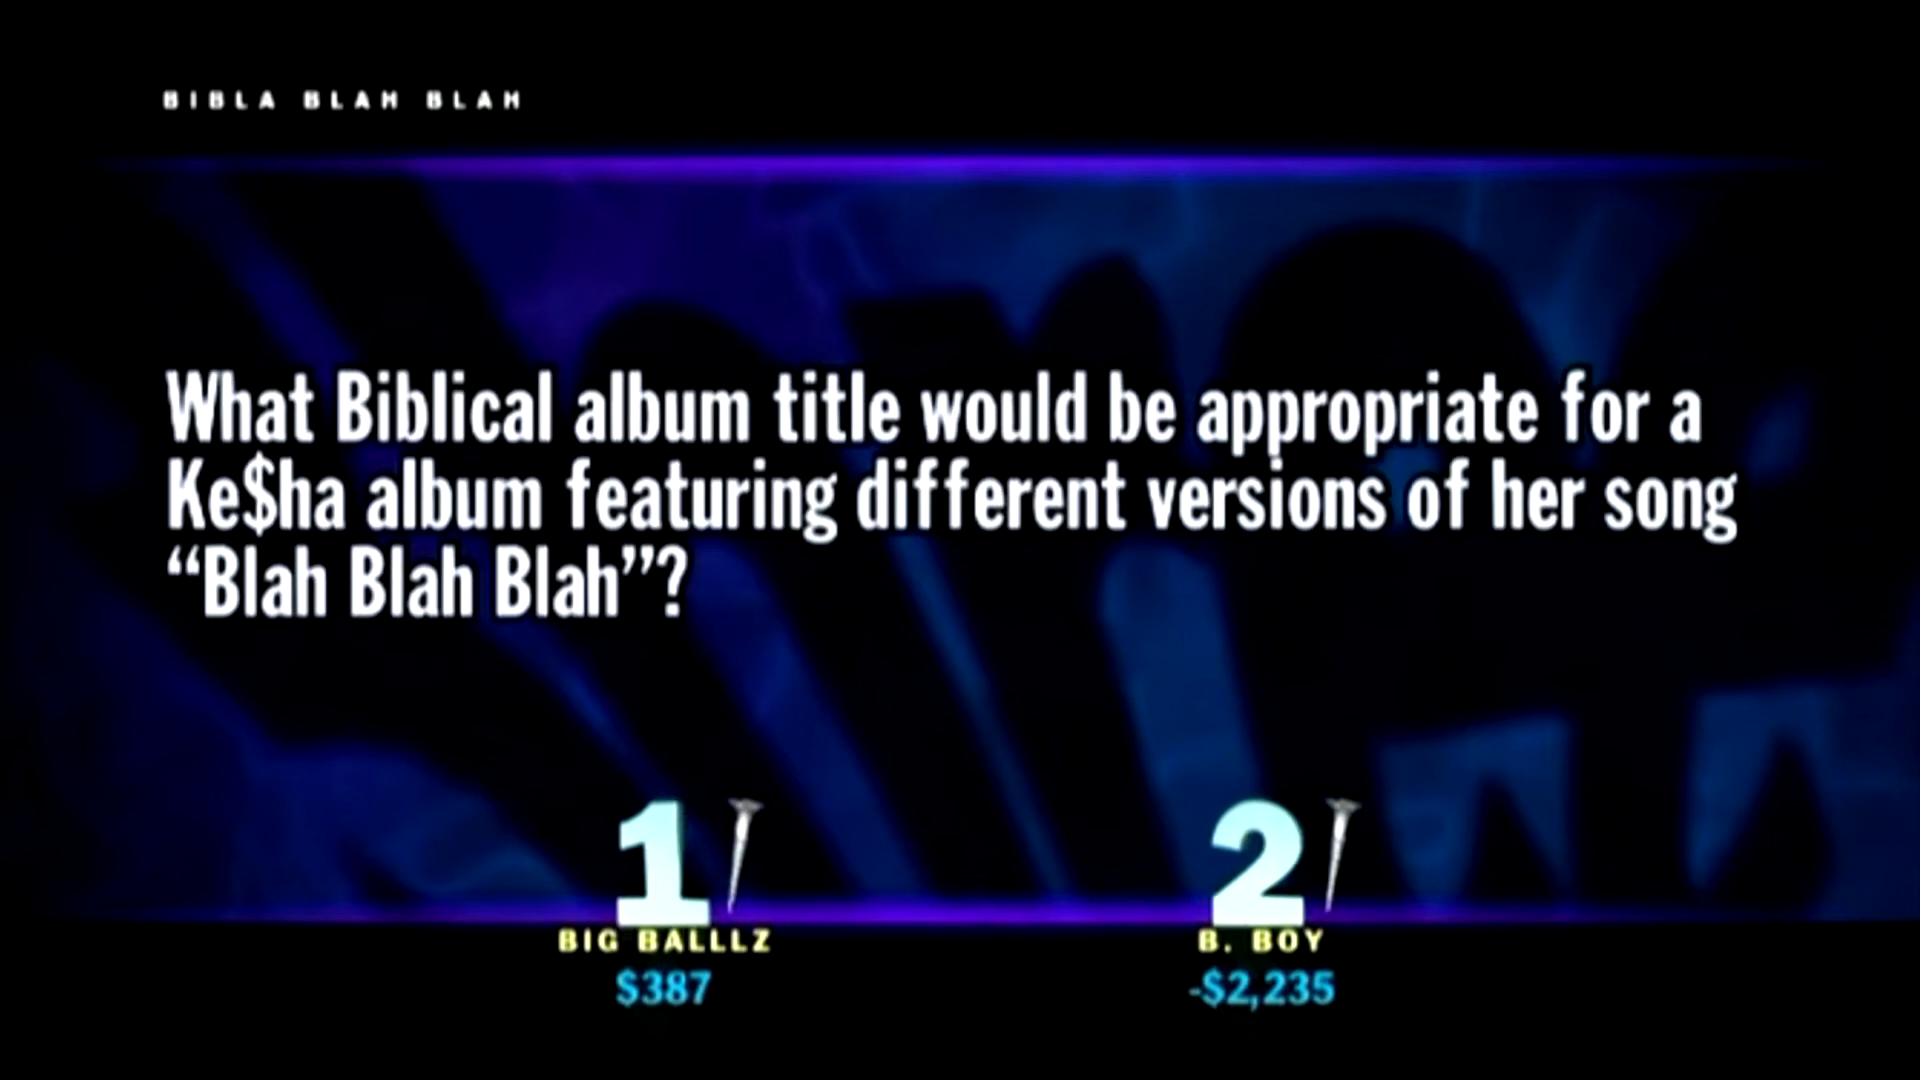 BIBLA BLAH BLAH
What Biblical album title would be appropriate for a
Ke$ha album featuring different versions of her song
“Blah Blah Blah”?
1
2
BIG BALLLZ
B. BOY
$387
-$2,235